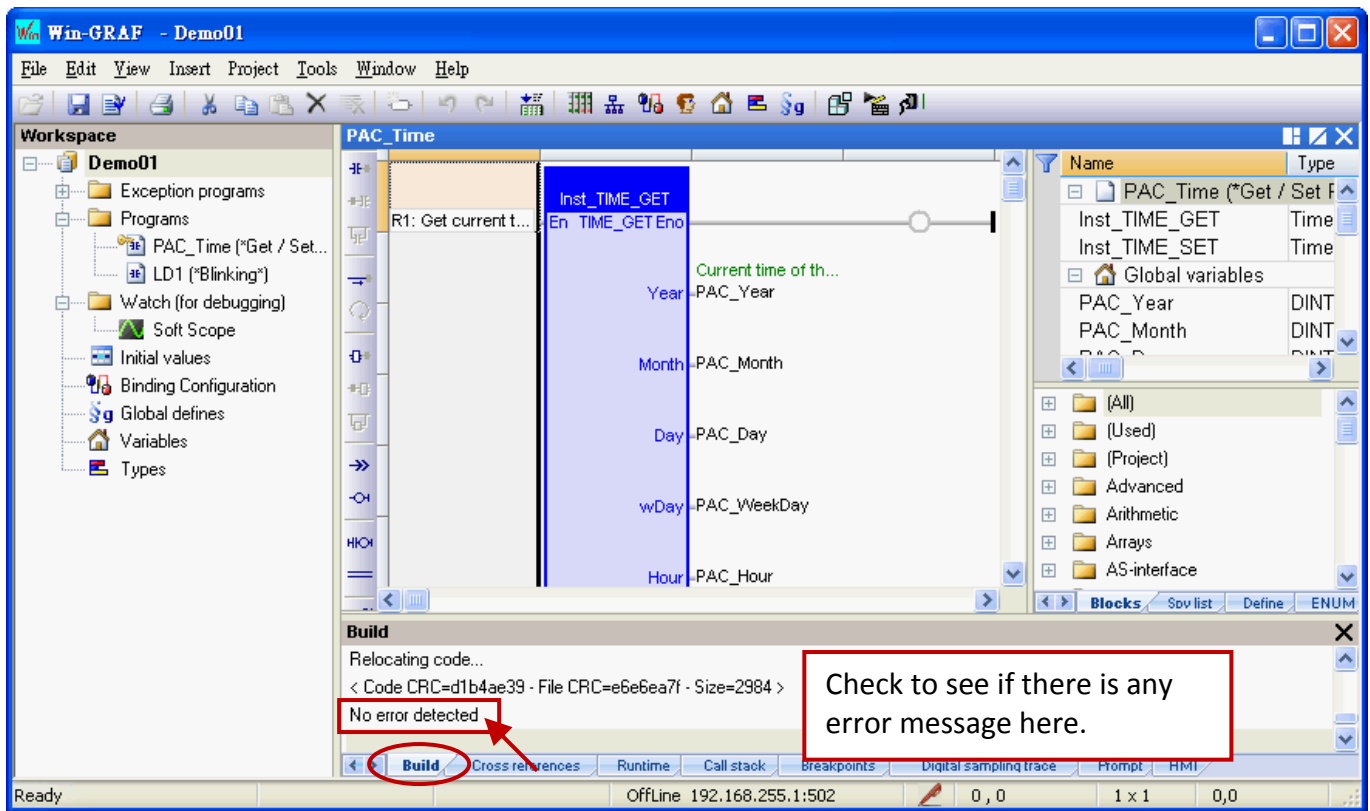 Win-GRAF - Demo01
File Edit View Insert Project Tools Window Help
Workspace
Demo01
Exception programs
Programs
PAC_Time (*Get / Set...
LD1 (*Blinking*)
Watch (for debugging)
Soft Scope
Initial values
Binding Configuration
Global defines
Variables
Types
PAC_Time
R1: Get current t...
Inst_TIME_GET
En TIME_GET Eno
Current time of th...
Year PAC_Year
Month PAC_Month
Day PAC_Day
wDay PAC_WeekDay
Hour PAC_Hour
Name Type
PAC_Time (*Get / Set
Inst_TIME_GET Time
Inst_TIME_SET Time
Global variables
PAC_Year DINT
PAC_Month DINT
(All)
(Used)
(Project)
Advanced
Arithmetic
Arrays
AS-interface
Blocks Spy list Define ENUM
Build
Relocating code...
< Code CRC=d1b4ae39 - File CRC=e6e6ea7f - Size=2984 >
No error detected
Check to see if there is any
error message here.
Build Cross references Runtime Call stack Breakpoints Digital sampling trace Prompt HMI
Ready OffLine 192.168.255.1:502 0 , 0 1 x 1 0,0